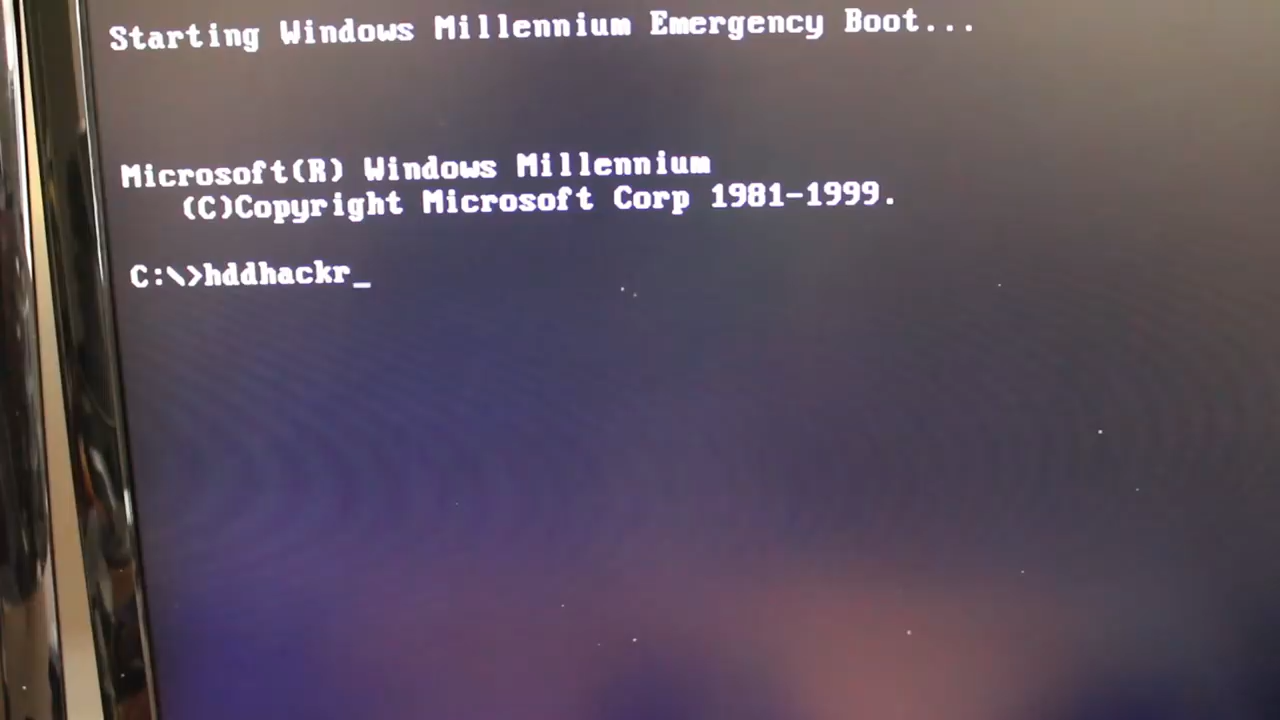 Starting Windows Millennium Emergency Boot...
Microsoft(R) Windows Millennium
(C)Copyright Microsoft Corp 1981-1999.
C:\>hddhackr_